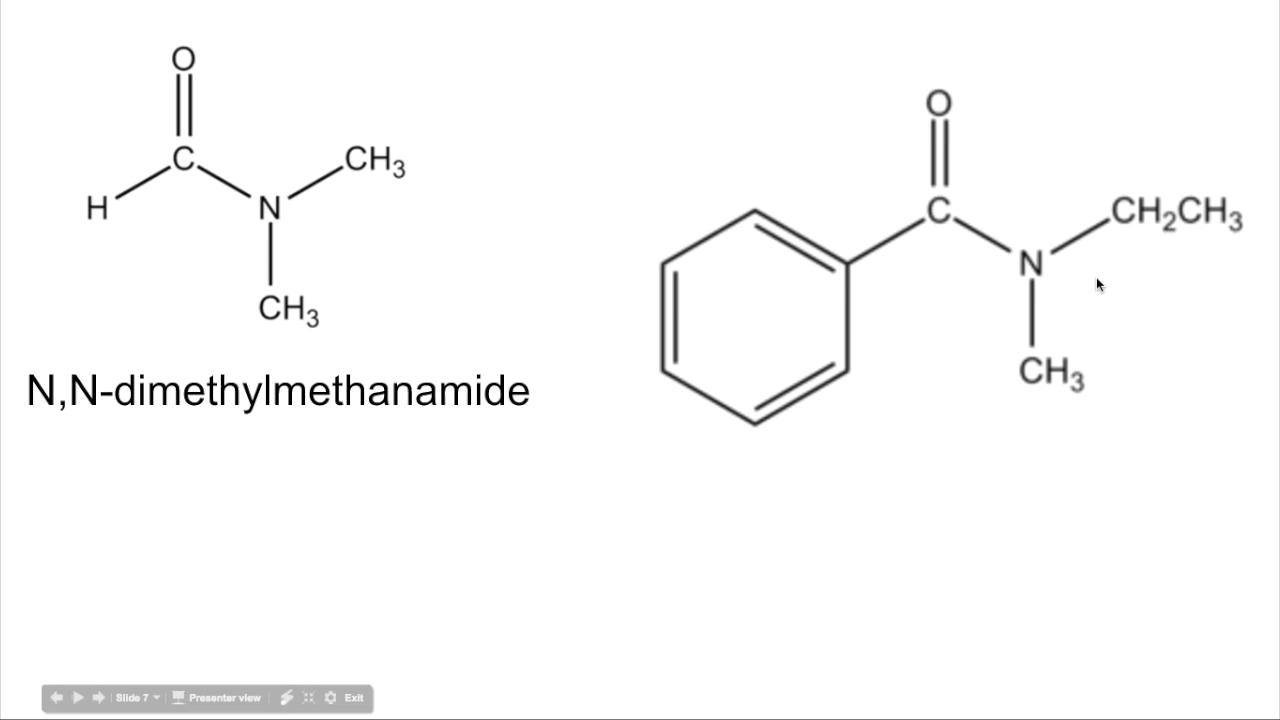 O
C
H
N
CH₃
CH₃
N,N-dimethylmethanamide
O
C
N
CH₂CH₃
CH₃
Slide 7
Presenter view
Exit